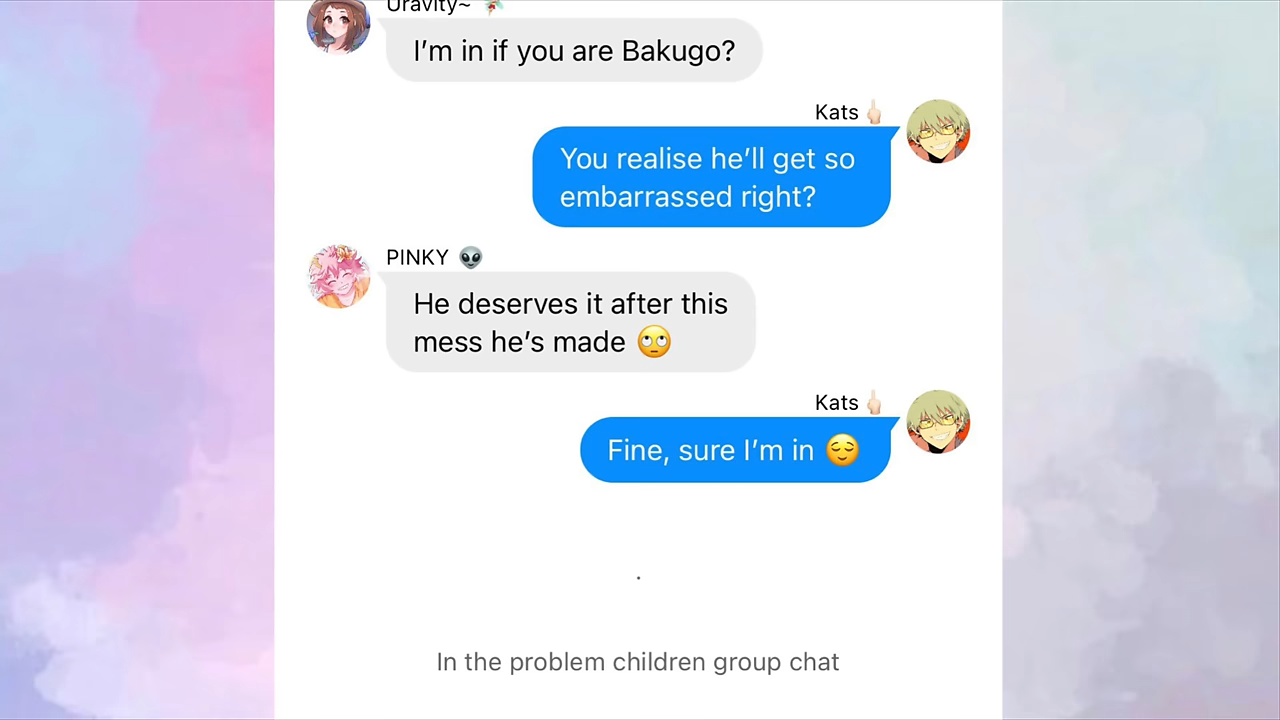 Uravity~ 🧚
I'm in if you are Bakugo?
Kats 🖕🏻
You realise he'll get so
embarrassed right?
PINKY 👽
He deserves it after this
mess he's made 🙄
Kats 🖕🏻
Fine, sure I'm in 😌
.
In the problem children group chat